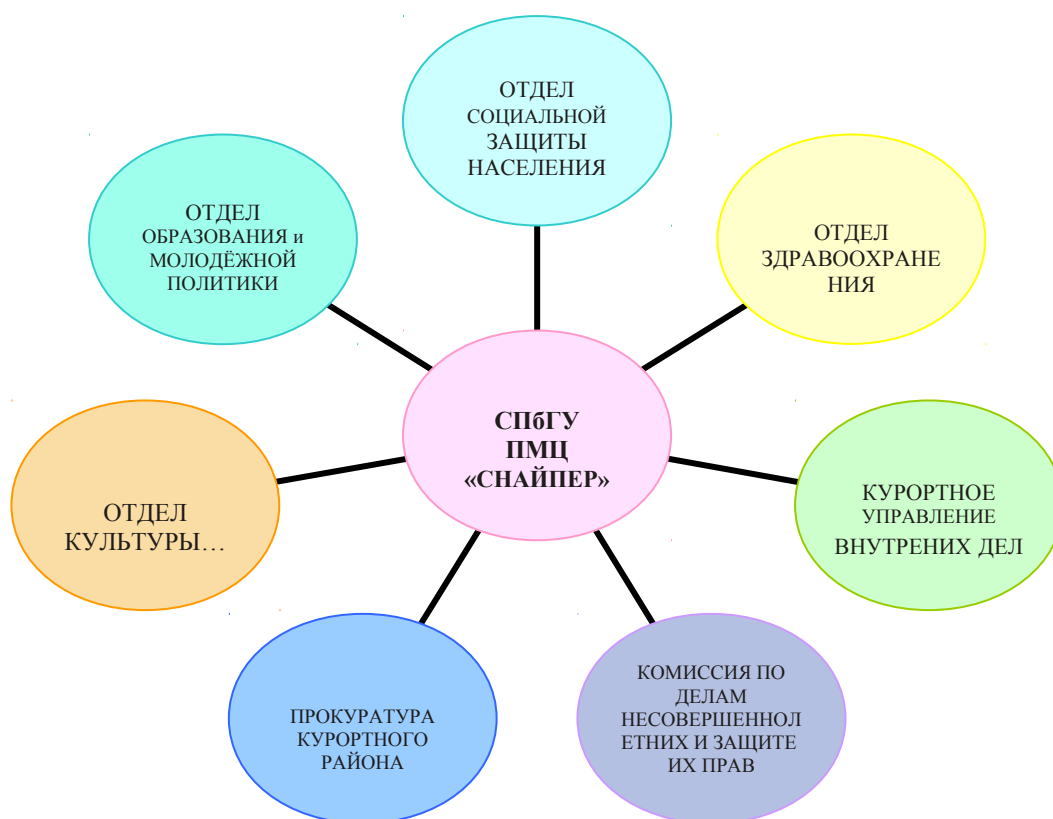 ОТДЕЛ
СОЦИАЛЬНОЙ
ЗАЩИТЫ
НАСЕЛЕНИЯ
ОТДЕЛ
ОБРАЗОВАНИЯ и
МОЛОДЁЖНОЙ
ПОЛИТИКИ
ОТДЕЛ
ЗДРАВООХРАНЕ
НИЯ
СПбГУ
ПМЦ
«СНАЙПЕР»
ОТДЕЛ
КУЛЬТУРЫ…
КУРОРТНОЕ
УПРАВЛЕНИЕ
ВНУТРЕНИХ ДЕЛ
ПРОКУРАТУРА
КУРОРТНОГО
РАЙОНА
КОМИССИЯ ПО
ДЕЛАМ
НЕСОВЕРШЕННОЛ
ЕТНИХ И ЗАЩИТЕ
ИХ ПРАВ